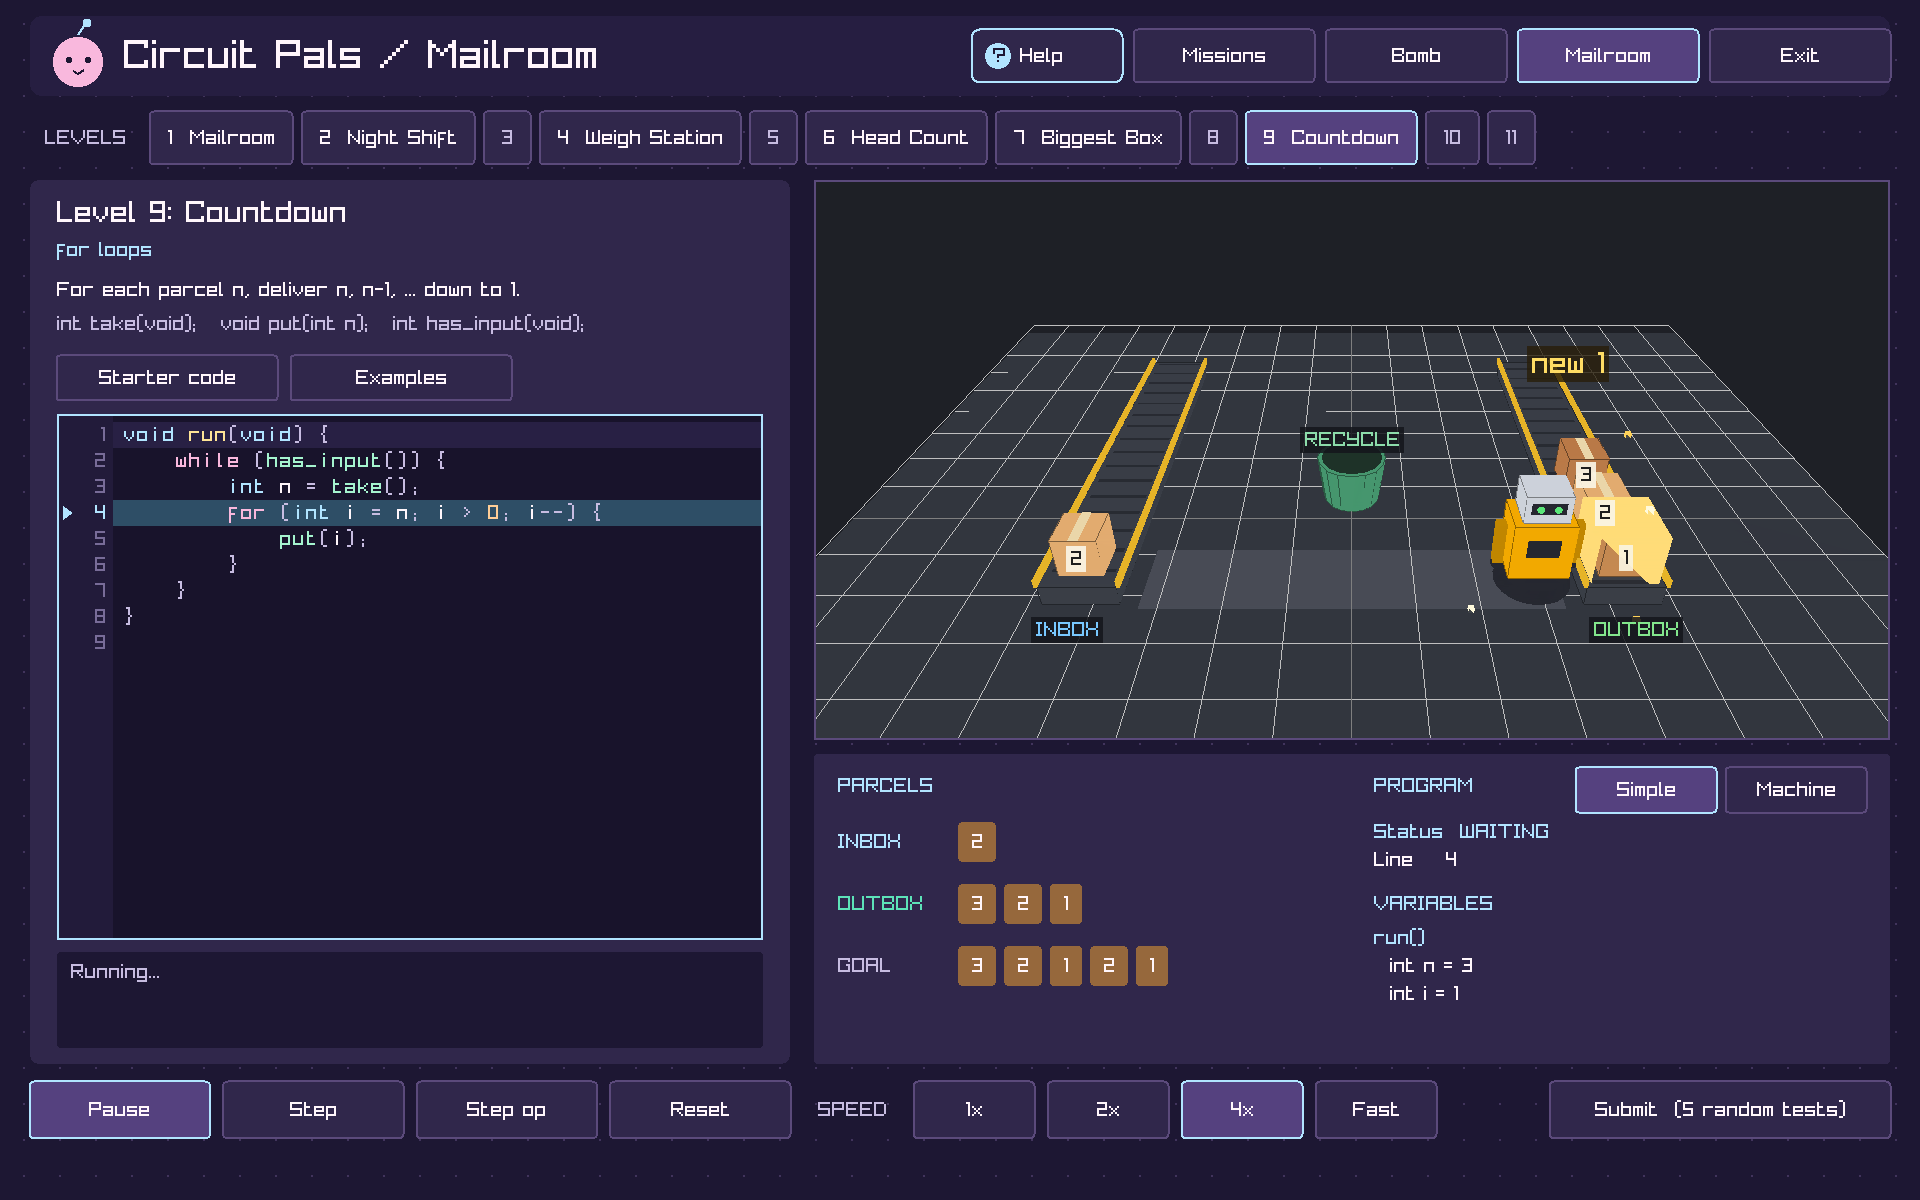 Circuit Pals / Mailroom
? Help
Missions
Bomb
Mailroom
Exit
LEVELS
1 Mailroom
2 Night Shift
3
4 Weigh Station
5
6 Head Count
7 Biggest Box
8
9 Countdown
10
11
Level 9: Countdown
For loops
For each parcel n, deliver n, n-1, ... down to 1.
int take(void); void put(int n); int has_input(void);
Starter code
Examples
1 void run(void) {
2 while (has_input()) {
3 int n = take();
4 for (int i = n; i > 0; i--) {
5 put(i);
6 }
7 }
8 }
9
Running...
new 1
RECYCLE
3
2
1
2
INBOX
OUTBOX
PARCELS
INBOX 2
OUTBOX 3 2 1
GOAL 3 2 1 2 1
PROGRAM
Simple
Machine
Status WAITING
Line 4
VARIABLES
run()
int n = 3
int i = 1
Pause
Step
Step op
Reset
SPEED
1x
2x
4x
Fast
Submit (5 random tests)